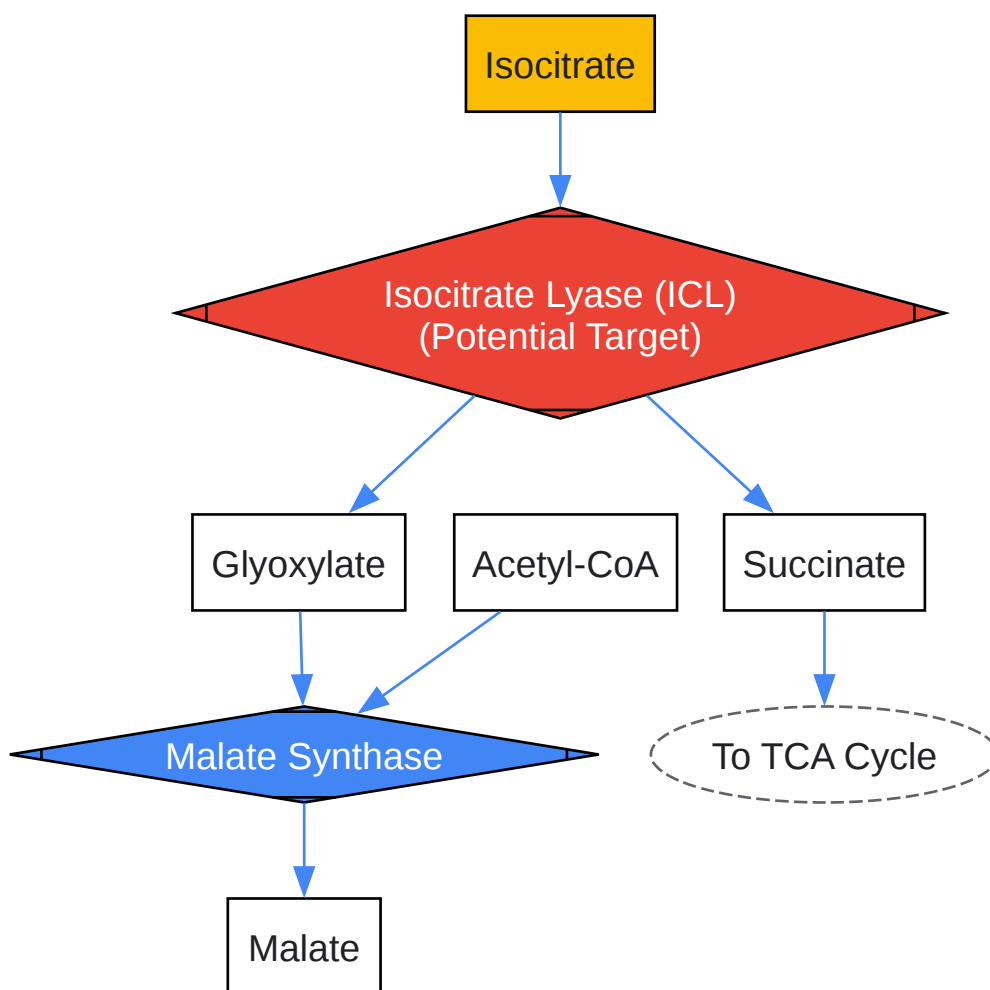 Isocitrate
Isocitrate Lyase (ICL)
(Potential Target)
Glyoxylate
Acetyl-CoA
Succinate
Malate Synthase
To TCA Cycle
Malate